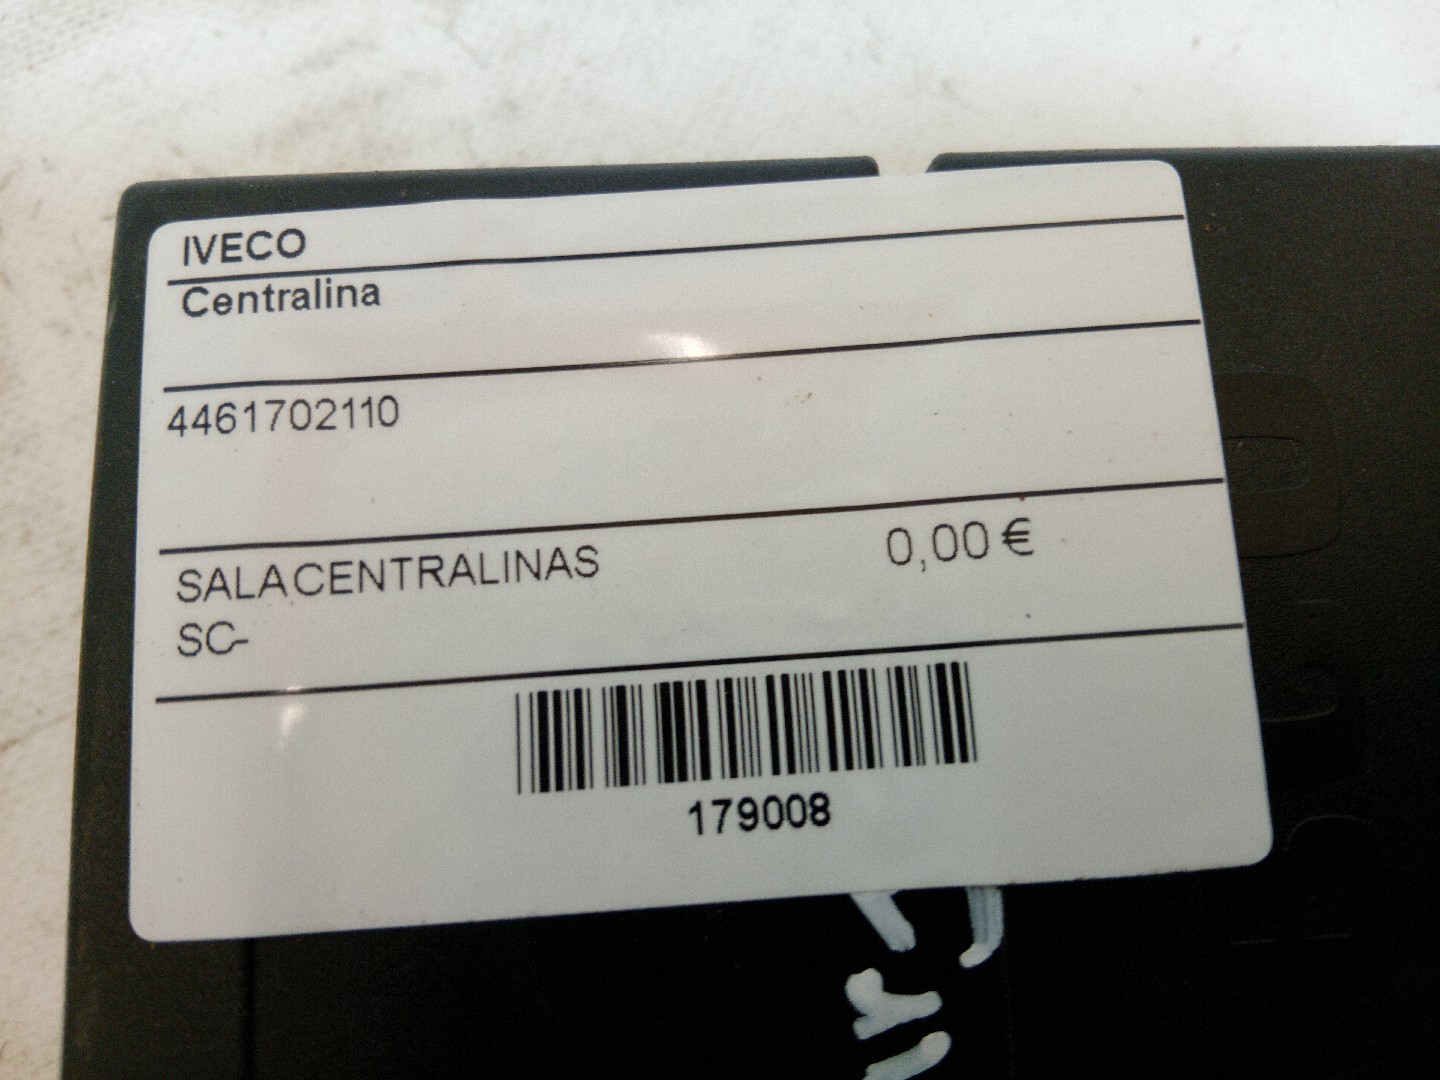 IVECO
Centralina
4461702110
SALACENTRALINAS 0,00 €
SC-
179008